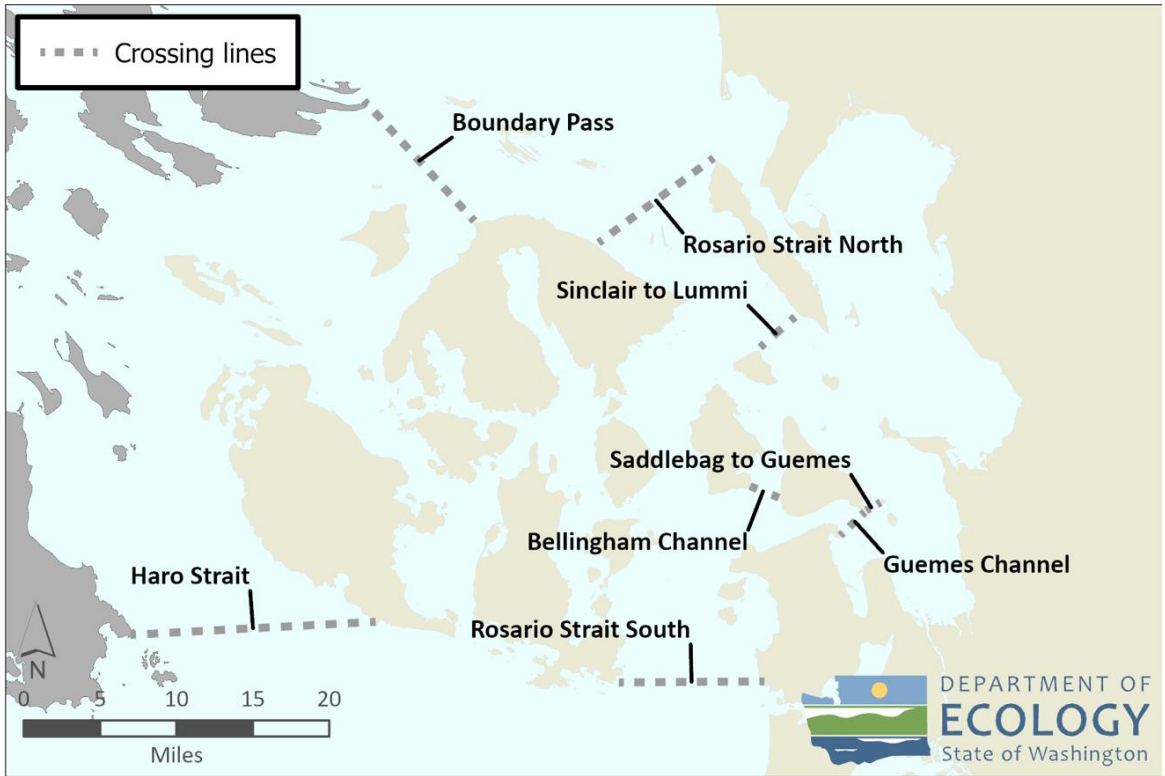 Crossing lines
Boundary Pass
Rosario Strait North
Sinclair to Lummi
Saddlebag to Guemes
Bellingham Channel
Guemes Channel
Haro Strait
Rosario Strait South
N
0 5 10 15 20
Miles
DEPARTMENT OF
ECOLOGY
State of Washington